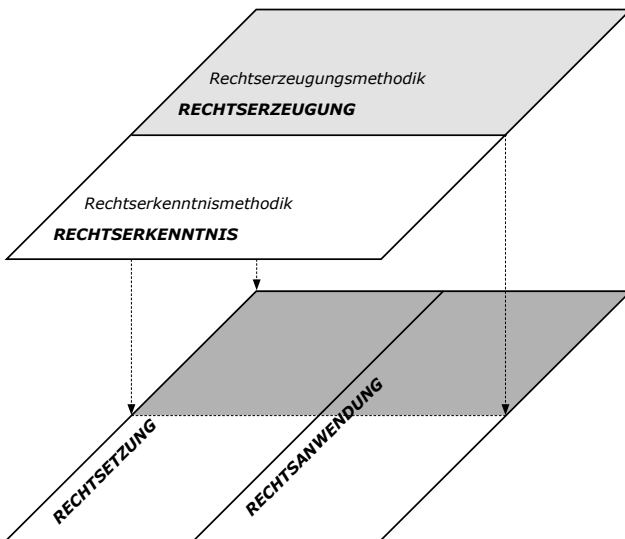 Rechtserzeugungsmethodik
RECHTSERZEUGUNG
Rechtserkenntnismethodik
RECHTSERKENNTNIS
RECHTSETZUNG
RECHTSANWENDUNG